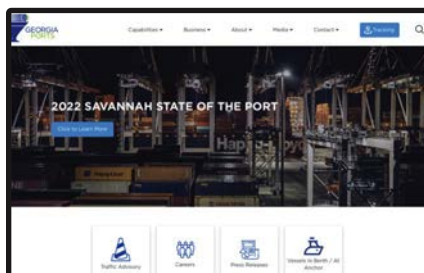 GEORGIA
PORTS
Capabilities Business About Media Contact Tracking
2022 SAVANNAH STATE OF THE PORT
Click to Learn More
Traffic Advisory
Careers
Press Releases
Vessels in Berth / At
Anchor